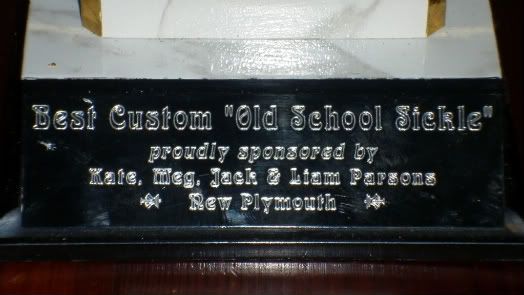 Best Custom "Old School Sickle"
proudly sponsored by
Kate, Meg, Jack & Liam Parsons
New Plymouth